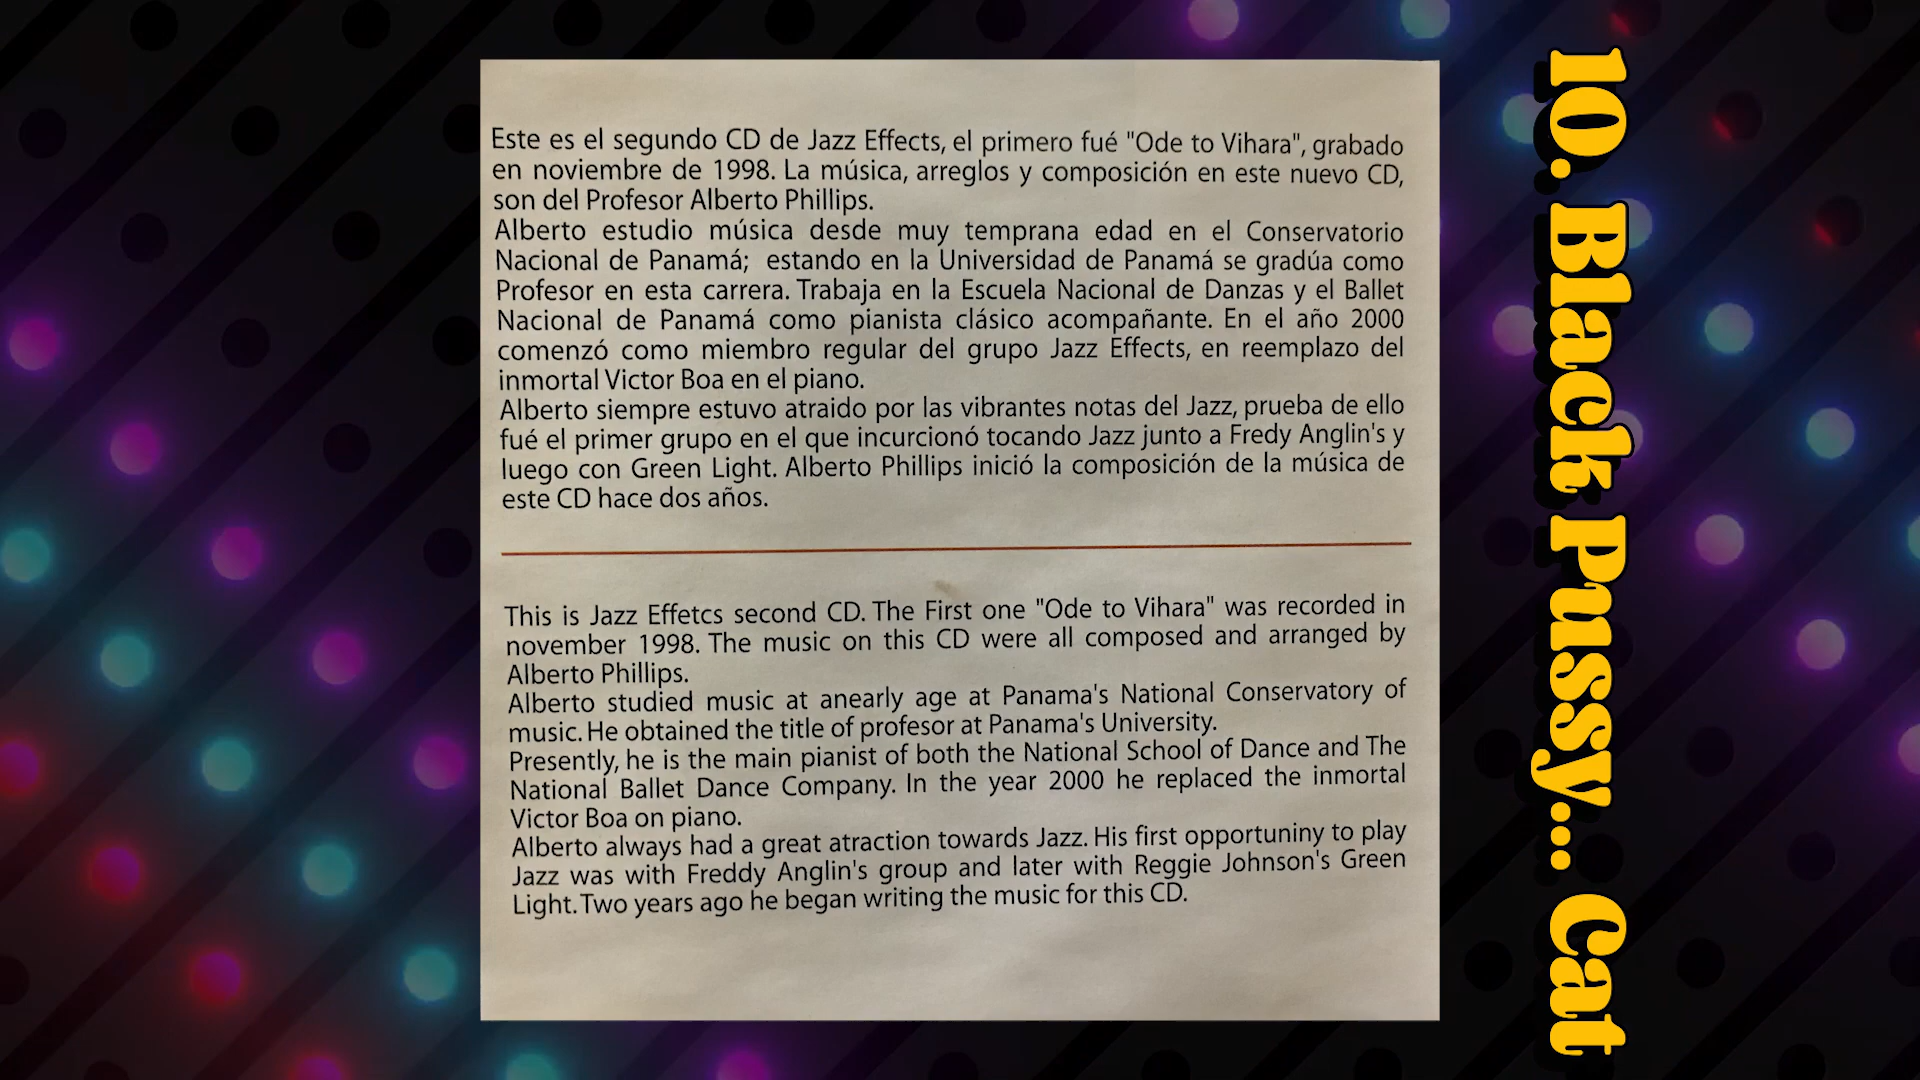 Este es el segundo CD de Jazz Effects, el primero fué "Ode to Vihara", grabado
en noviembre de 1998. La música, arreglos y composición en este nuevo CD,
son del Profesor Alberto Phillips.
Alberto estudio música desde muy temprana edad en el Conservatorio
Nacional de Panamá; estando en la Universidad de Panamá se gradúa como
Profesor en esta carrera. Trabaja en la Escuela Nacional de Danzas y el Ballet
Nacional de Panamá como pianista clásico acompañante. En el año 2000
comenzó como miembro regular del grupo Jazz Effects, en reemplazo del
inmortal Victor Boa en el piano.
Alberto siempre estuvo atraido por las vibrantes notas del Jazz, prueba de ello
fué el primer grupo en el que incurcionó tocando Jazz junto a Fredy Anglin's y
luego con Green Light. Alberto Phillips inició la composición de la música de
este CD hace dos años.
This is Jazz Effetcs second CD. The First one "Ode to Vihara" was recorded in
november 1998. The music on this CD were all composed and arranged by
Alberto Phillips.
Alberto studied music at anearly age at Panama's National Conservatory of
music. He obtained the title of profesor at Panama's University.
Presently, he is the main pianist of both the National School of Dance and The
National Ballet Dance Company. In the year 2000 he replaced the inmortal
Victor Boa on piano.
Alberto always had a great atraction towards Jazz. His first opportuniny to play
Jazz was with Freddy Anglin's group and later with Reggie Johnson's Green
Light. Two years ago he began writing the music for this CD.
10. Black Pussy... Cat